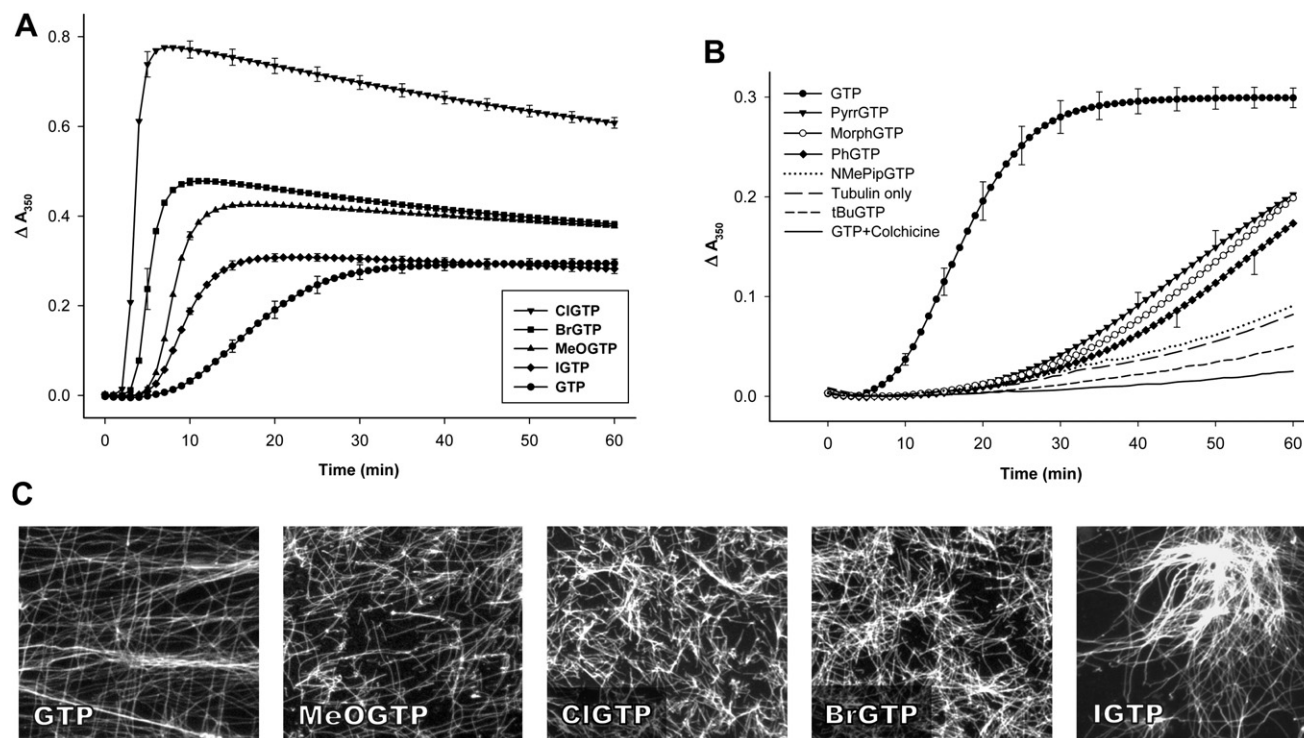 A
0.8
0.6
0.4
0.2
0.0
Δ A350
0 10 20 30 40 50 60
Time (min)
ClGTP
BrGTP
MeOGTP
IGTP
GTP
B
GTP
PyrrGTP
MorphGTP
PhGTP
NMePipGTP
Tubulin only
tBuGTP
GTP+Colchicine
0.3
0.2
0.1
0.0
Δ A350
0 10 20 30 40 50 60
Time (min)
C
GTP
MeOGTP
ClGTP
BrGTP
IGTP